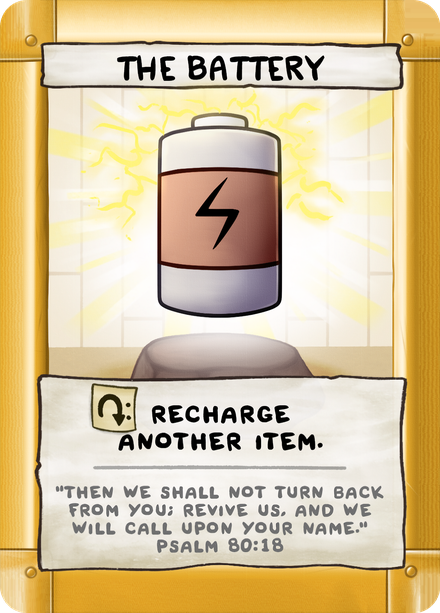 THE BATTERY
: RECHARGE
ANOTHER ITEM.
"THEN WE SHALL NOT TURN BACK
FROM YOU; REVIVE US, AND WE
WILL CALL UPON YOUR NAME."
PSALM 80:18